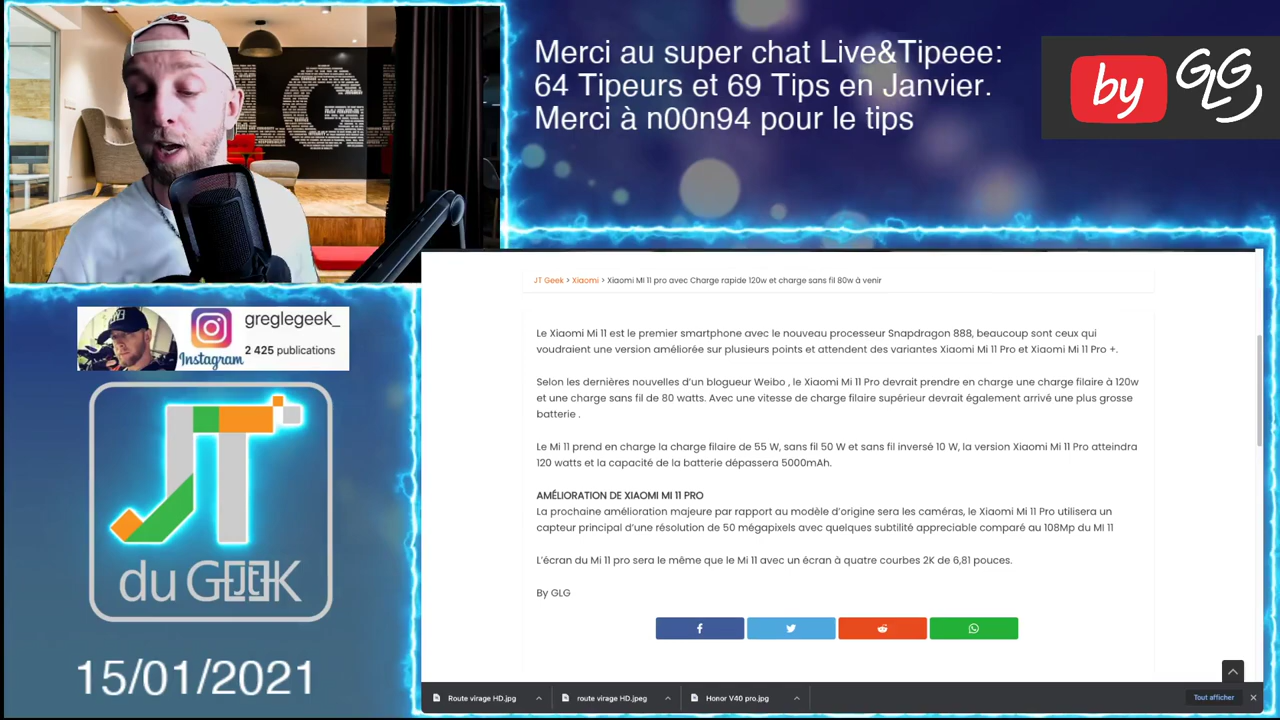 Merci au super chat Live&Tipeee:
64 Tipeurs et 69 Tips en Janvier.
Merci à n00n94 pour le tips
by GLG
JT Geek > Xiaomi > Xiaomi MI 11 pro avec Charge rapide 120w et charge sans fil 80w à venir
Le Xiaomi Mi 11 est le premier smartphone avec le nouveau processeur Snapdragon 888, beaucoup sont ceux qui
voudraient une version améliorée sur plusieurs points et attendent des variantes Xiaomi Mi 11 Pro et Xiaomi Mi 11 Pro +.
Selon les dernières nouvelles d'un blogueur Weibo , le Xiaomi Mi 11 Pro devrait prendre en charge une charge filaire à 120w
et une charge sans fil de 80 watts. Avec une vitesse de charge filaire supérieur devrait également arrivé une plus grosse
batterie .
Le Mi 11 prend en charge la charge filaire de 55 W, sans fil 50 W et sans fil inversé 10 W, la version Xiaomi Mi 11 Pro atteindra
120 watts et la capacité de la batterie dépassera 5000mAh.
AMÉLIORATION DE XIAOMI MI 11 PRO
La prochaine amélioration majeure par rapport au modèle d'origine sera les caméras, le Xiaomi Mi 11 Pro utilisera un
capteur principal d'une résolution de 50 mégapixels avec quelques subtilité appreciable comparé au 108Mp du MI 11
L'écran du Mi 11 pro sera le même que le Mi 11 avec un écran à quatre courbes 2K de 6,81 pouces.
By GLG
greglegeek_
2 425 publications
Instagram
JT
du GEEK
15/01/2021
Route virage HD.jpg
route virage HD.jpeg
Honor V40 pro.jpg
Tout afficher